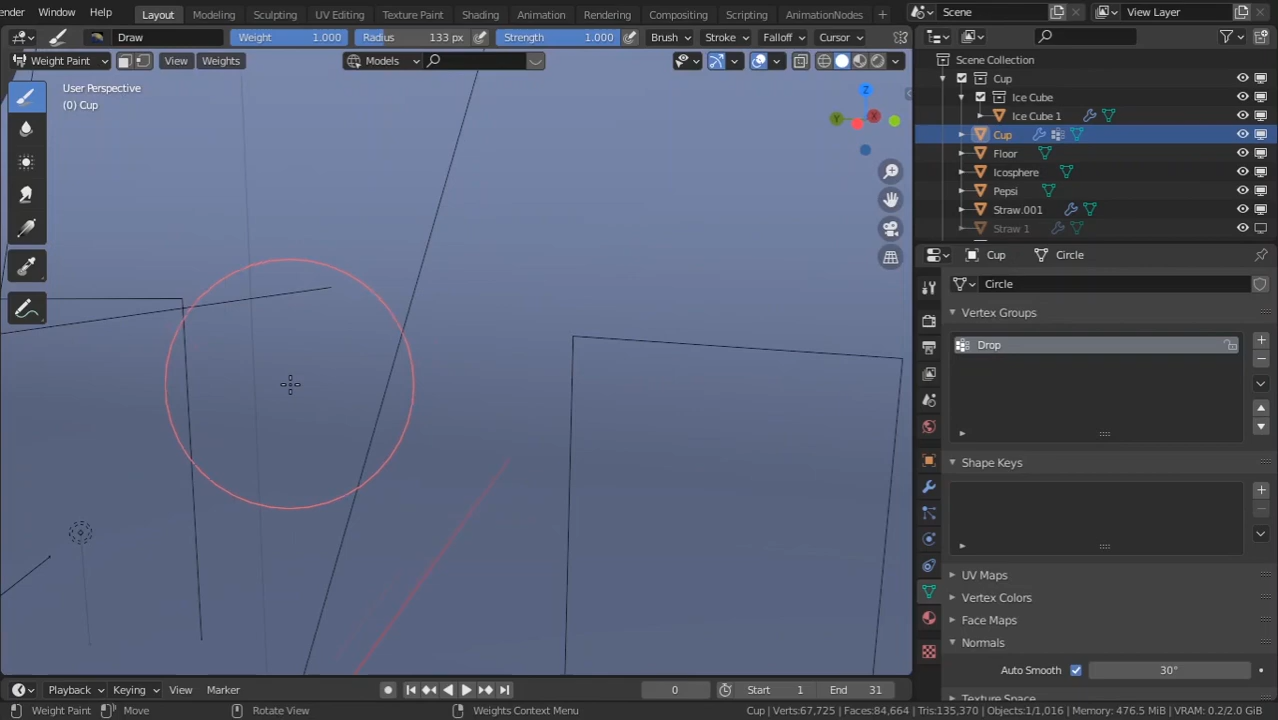 ender Window Help Layout Modeling Sculpting UV Editing Texture Paint Shading Animation Rendering Compositing Scripting AnimationNodes + Scene View Layer
Draw Weight 1.000 Radius 133 px Strength 1.000 Brush Stroke Falloff Cursor
Weight Paint View Weights Models
User Perspective
(0) Cup
Z
Y X
Scene Collection
Cup
Ice Cube
Ice Cube 1
Cup
Floor
Icosphere
Pepsi
Straw.001
Straw 1
Cup Circle
Circle
Vertex Groups
Drop
Shape Keys
UV Maps
Vertex Colors
Face Maps
Normals
Auto Smooth 30°
Texture Space
Playback Keying View Marker 0 Start 1 End 31
Weight Paint Move Rotate View Weights Context Menu Cup | Verts:67,725 | Faces:84,664 | Tris:135,370 | Objects:1/1,016 | Memory: 476.5 MiB | VRAM: 0.2/2.0 GiB